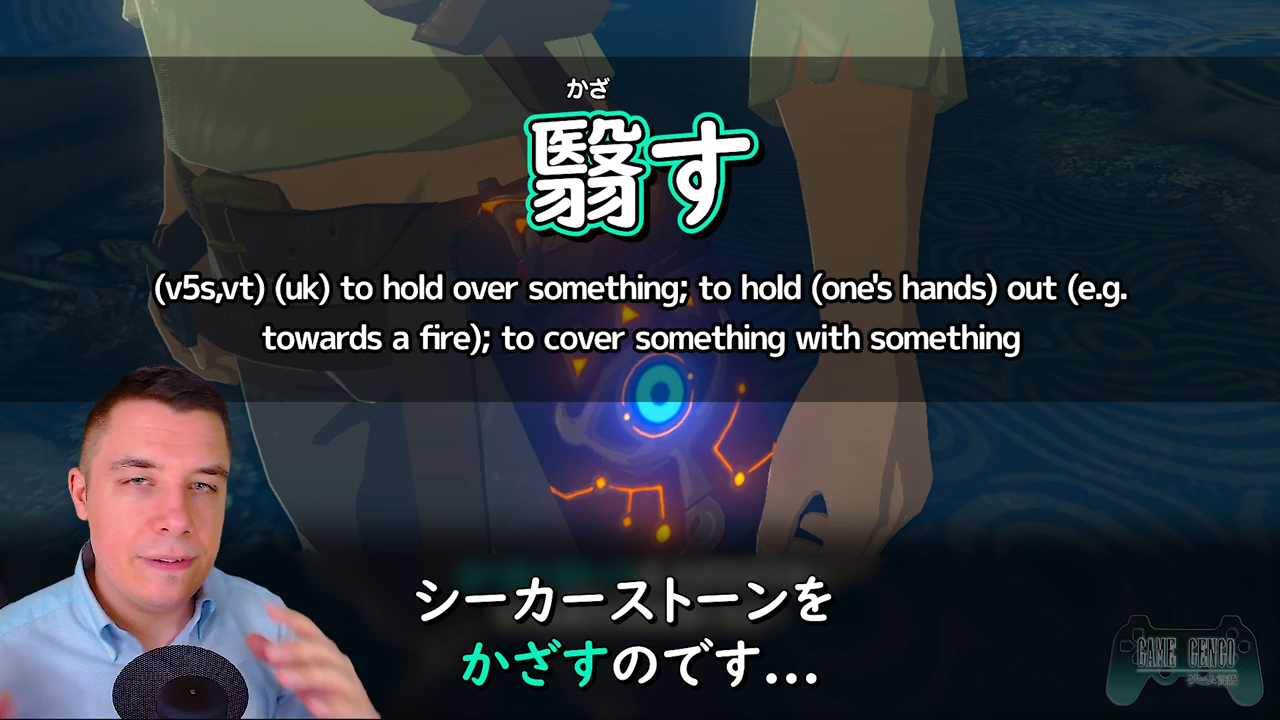 かざ
翳す
(v5s,vt) (uk) to hold over something; to hold (one's hands) out (e.g.
towards a fire); to cover something with something
シーカーストーンを
かざすのです...
GAME GENGO
ゲーム言語